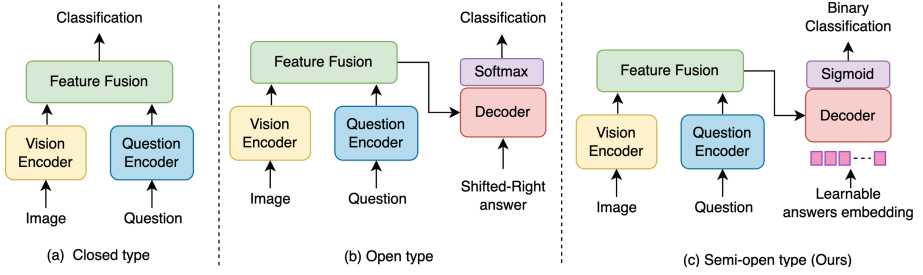 Classification
Feature Fusion
Vision
Encoder
Question
Encoder
Image
Question
(a) Closed type
Classification
Softmax
Feature Fusion
Decoder
Vision
Encoder
Question
Encoder
Shifted-Right
answer
Image
Question
(b) Open type
Binary
Classification
Sigmoid
Feature Fusion
Decoder
Vision
Encoder
Question
Encoder
Learnable
answers embedding
Image
Question
(c) Semi-open type (Ours)